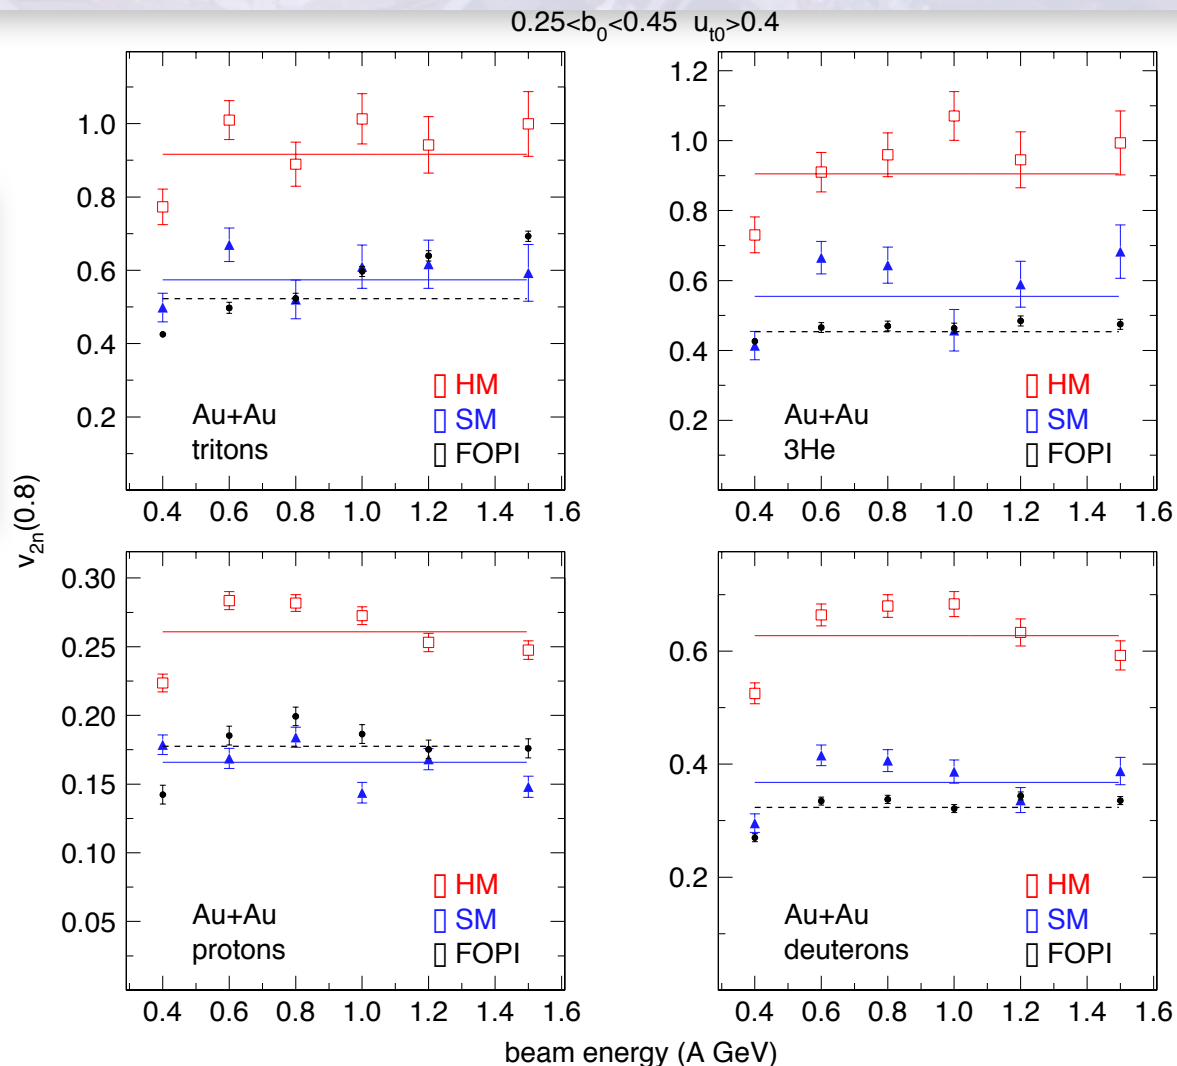 0.25<b0<0.45 ut0>0.4
1.0
0.8
0.6
0.4
0.2
Au+Au
tritons
▯ HM
▯ SM
▯ FOPI
0.4 0.6 0.8 1.0 1.2 1.4 1.6
1.2
1.0
0.8
0.6
0.4
0.2
Au+Au
3He
▯ HM
▯ SM
▯ FOPI
0.4 0.6 0.8 1.0 1.2 1.4 1.6
v2n(0.8)
0.30
0.25
0.20
0.15
0.10
0.05
Au+Au
protons
▯ HM
▯ SM
▯ FOPI
0.4 0.6 0.8 1.0 1.2 1.4 1.6
0.6
0.4
0.2
Au+Au
deuterons
▯ HM
▯ SM
▯ FOPI
0.4 0.6 0.8 1.0 1.2 1.4 1.6
beam energy (A GeV)